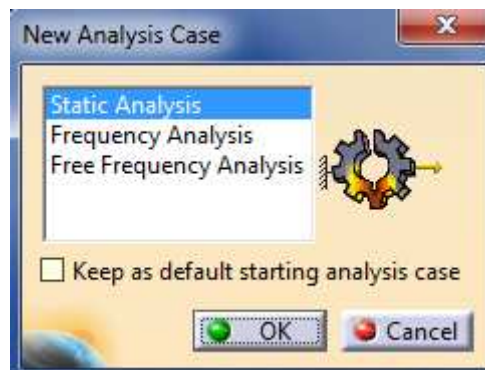 New Analysis Case
Static Analysis
Frequency Analysis
Free Frequency Analysis
Keep as default starting analysis case
OK Cancel